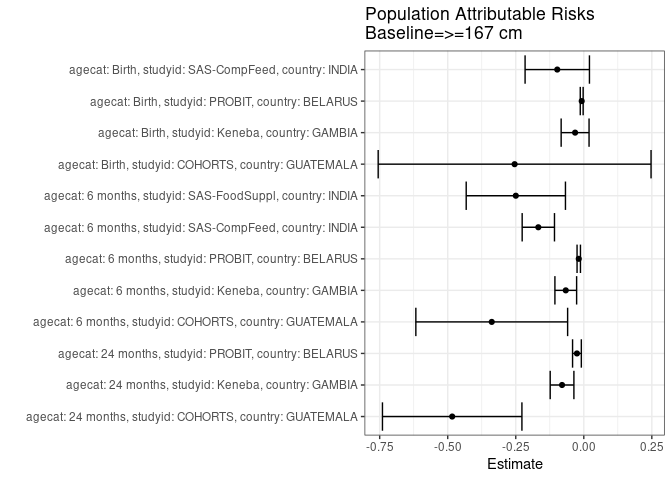 Population Attributable Risks
Baseline=>=167 cm
agecat: Birth, studyid: SAS-CompFeed, country: INDIA
agecat: Birth, studyid: PROBIT, country: BELARUS
agecat: Birth, studyid: Keneba, country: GAMBIA
agecat: Birth, studyid: COHORTS, country: GUATEMALA
agecat: 6 months, studyid: SAS-FoodSuppl, country: INDIA
agecat: 6 months, studyid: SAS-CompFeed, country: INDIA
agecat: 6 months, studyid: PROBIT, country: BELARUS
agecat: 6 months, studyid: Keneba, country: GAMBIA
agecat: 6 months, studyid: COHORTS, country: GUATEMALA
agecat: 24 months, studyid: PROBIT, country: BELARUS
agecat: 24 months, studyid: Keneba, country: GAMBIA
agecat: 24 months, studyid: COHORTS, country: GUATEMALA
-0.75 -0.50 -0.25 0.00 0.25
Estimate